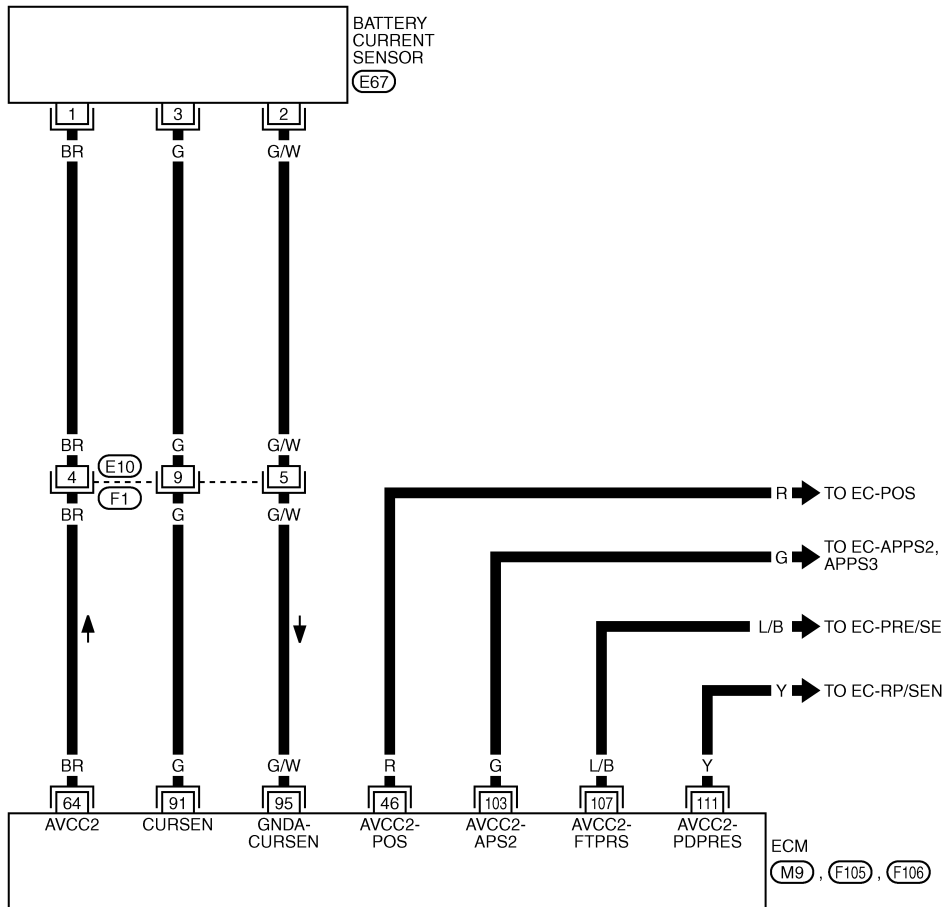 BATTERY
CURRENT
SENSOR
E67
1 3 2
BR G G/W
BR G G/W
4 E10 9 5
F1
BR G G/W
R TO EC-POS
G TO EC-APPS2,
APPS3
L/B TO EC-PRE/SE
Y TO EC-RP/SEN
BR G G/W R G L/B Y
64 91 95 46 103 107 111
AVCC2 CURSEN GNDA-
CURSEN AVCC2-
POS AVCC2-
APS2 AVCC2-
FTPRS AVCC2-
PDPRES
ECM
M9 , F105 , F106